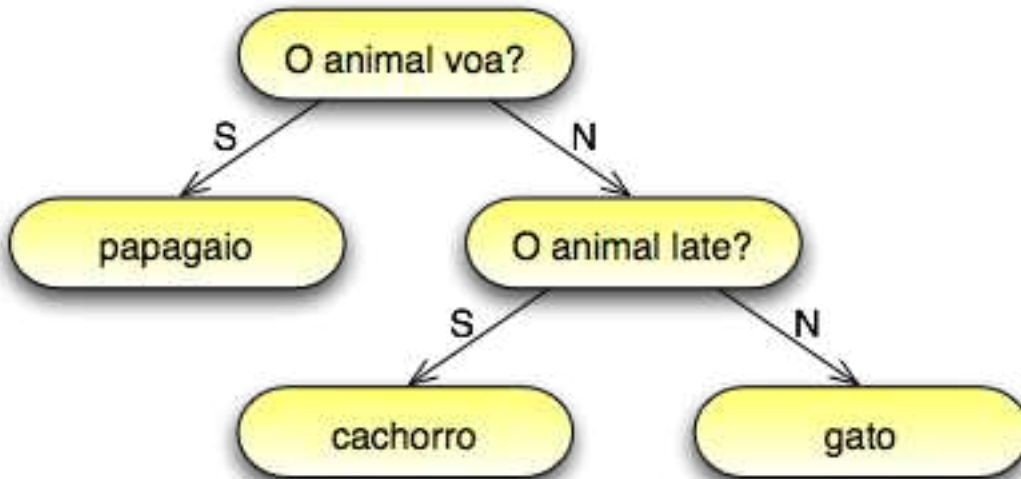 O animal voa?
S
N
papagaio
O animal late?
S
N
cachorro
gato